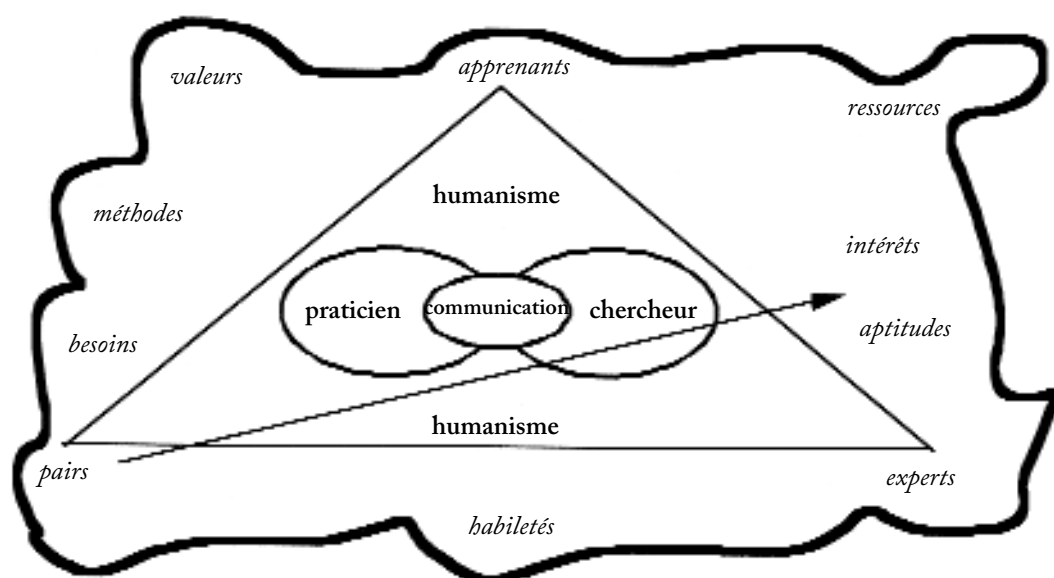 apprenants
valeurs
ressources
humanisme
méthodes
intérêts
praticien
communication
chercheur
aptitudes
besoins
humanisme
pairs
experts
habiletés